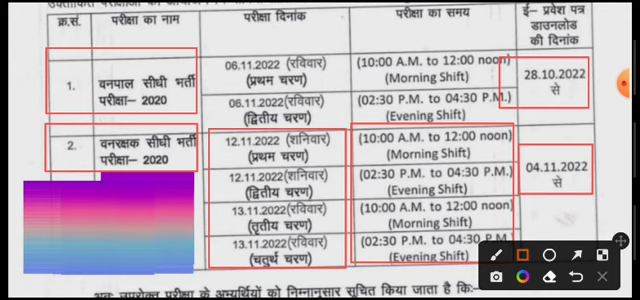 क्र.सं. परीक्षा का नाम परीक्षा दिनांक परीक्षा का समय ई– प्रवेश पत्र
डाउनलोड
की दिनांक
1. वनपाल सीधी भर्ती
परीक्षा– 2020
06.11.2022 (रविवार)
(प्रथम चरण)
(10:00 A.M. to 12:00 noon)
(Morning Shift)
28.10.2022
से
06.11.2022(रविवार)
(द्वितीय चरण)
(02:30 P.M. to 04:30 P.M.)
(Evening Shift)
2. वनरक्षक सीधी भर्ती
परीक्षा– 2020
12.11.2022 (शनिवार)
(प्रथम चरण)
(10:00 A.M. to 12:00 noon)
(Morning Shift)
04.11.2022
से
12.11.2022(शनिवार)
(द्वितीय चरण)
(02:30 P.M. to 04:30 P.M.)
(Evening Shift)
13.11.2022(रविवार)
(तृतीय चरण)
(10:00 A.M. to 12:00 noon)
(Morning Shift)
13.11.2022(रविवार)
(चतुर्थ चरण)
(02:30 P.M. to 04:30 P.M
(Evening Shift)
अतः उपरोक्त परीक्षा के अभ्यर्थियों को निम्नानुसार सूचित किया जाता है कि:–